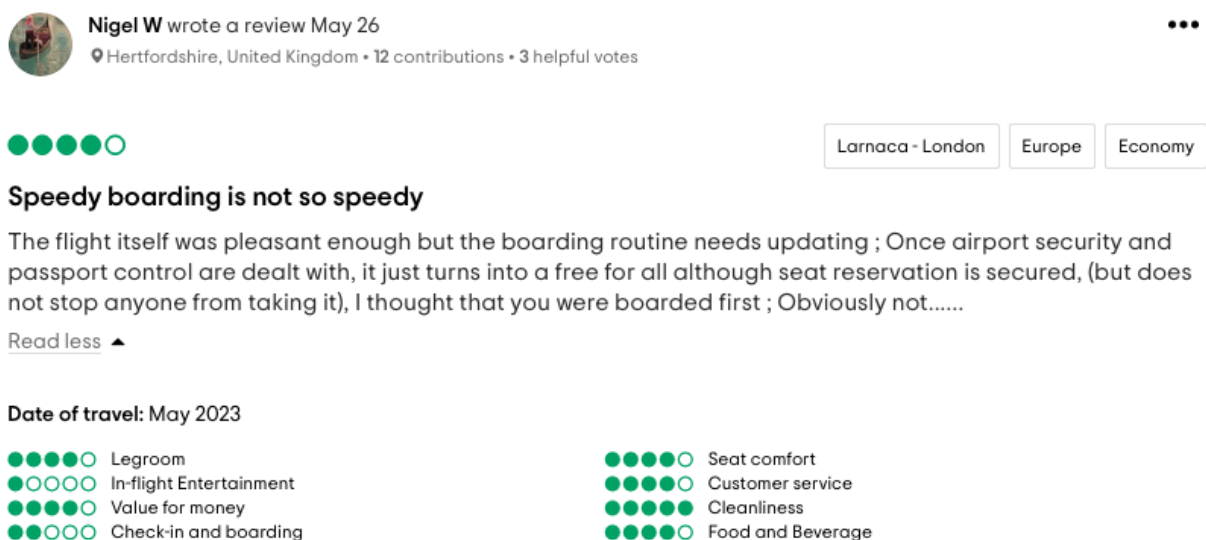 Nigel W wrote a review May 26
Hertfordshire, United Kingdom • 12 contributions • 3 helpful votes
Larnaca - London
Europe
Economy
Speedy boarding is not so speedy
The flight itself was pleasant enough but the boarding routine needs updating ; Once airport security and
passport control are dealt with, it just turns into a free for all although seat reservation is secured, (but does
not stop anyone from taking it), I thought that you were boarded first ; Obviously not......
Read less
Date of travel: May 2023
Legroom
Seat comfort
In-flight Entertainment
Customer service
Value for money
Cleanliness
Check-in and boarding
Food and Beverage